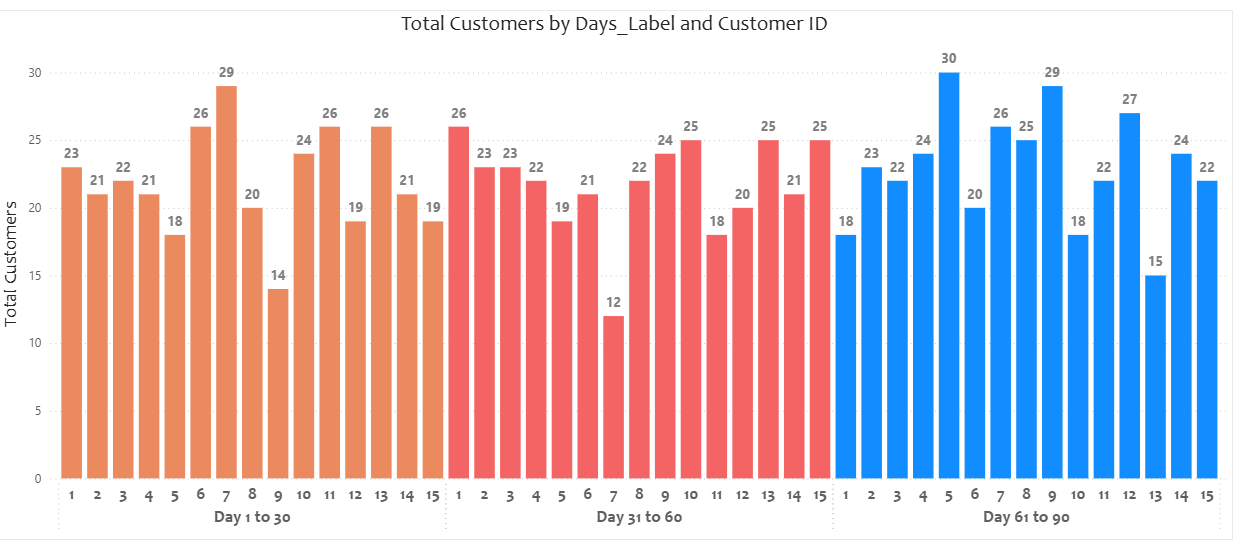 Total Customers by Days_Label and Customer ID
Total Customers
30
25
20
15
10
5
0
23 21 22 21 18 26 29 20 14 24 26 19 26 21 19 26 23 23 22 19 21 12 22 24 25 18 20 25 21 25 18 23 22 24 30 20 26 25 29 18 22 27 15 24 22
1 2 3 4 5 6 7 8 9 10 11 12 13 14 15 1 2 3 4 5 6 7 8 9 10 11 12 13 14 15 1 2 3 4 5 6 7 8 9 10 11 12 13 14 15
Day 1 to 30 Day 31 to 60 Day 61 to 90